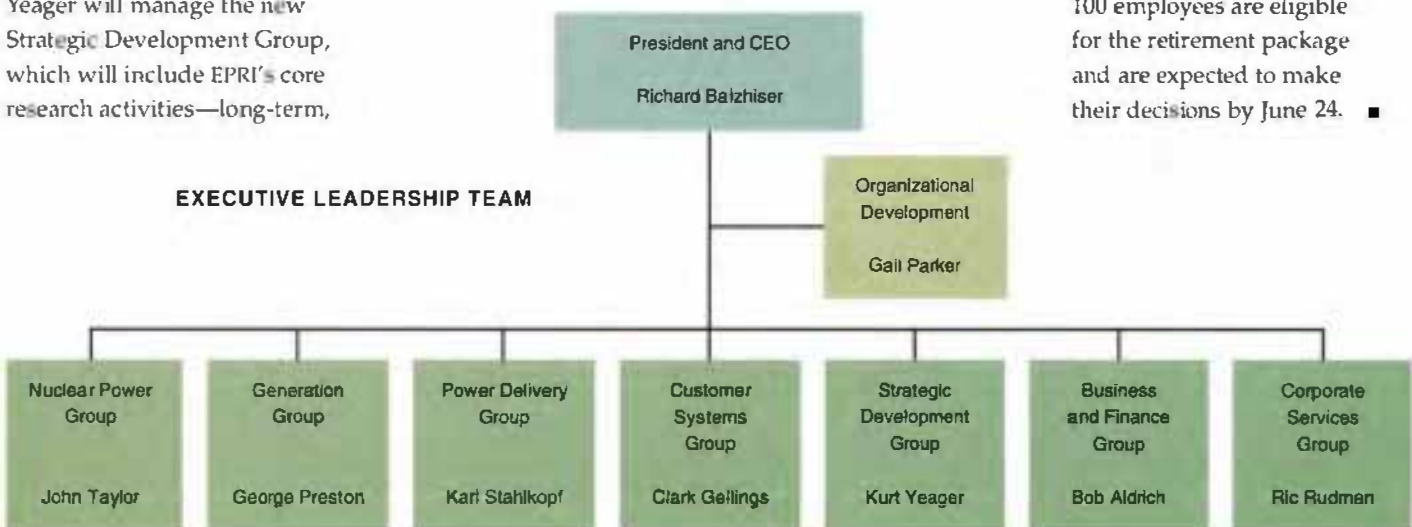 Yeager will manage the new
Strategic Development Group,
which will include EPRI's core
research activities—long-term,
100 employees are eligible
for the retirement package
and are expected to make
their decisions by June 24. ■
EXECUTIVE LEADERSHIP TEAM
President and CEO
Richard Balzhiser
Organizational
Development
Gail Parker
Nuclear Power
Group
John Taylor
Generation
Group
George Preston
Power Delivery
Group
Karl Stahlkopf
Customer
Systems
Group
Clark Gellings
Strategic
Development
Group
Kurt Yeager
Business
and Finance
Group
Bob Aldrich
Corporate
Services
Group
Ric Rudman